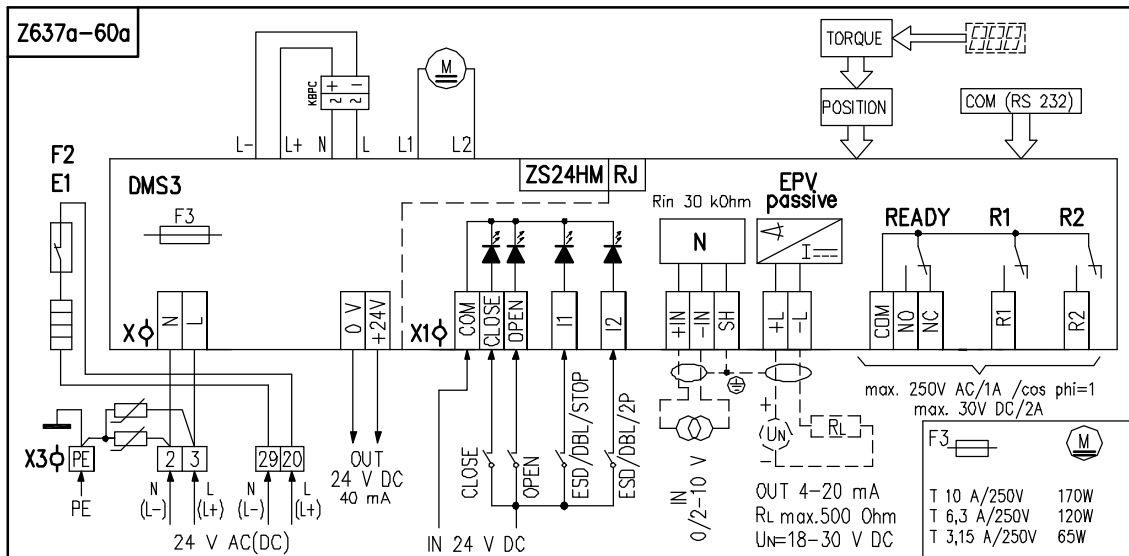 Z637a-60a
TORQUE
POSITION
COM (RS 232)
KBPC
+ −
~ ~
M
L- L+ N L L1 L2
F2
E1
DMS3
F3
ZS24HM RJ
Rin 30 kOhm
N
EPV
passive
I
READY R1 R2
X N L
0 V +24V
X1 COM CLOSE OPEN I1 I2
+IN -IN SH
+L -L
COM NO NC
R1
R2
max. 250V AC/1A /cos phi=1
max. 30V DC/2A
X3 PE 2 3 29 20
PE
N L N L
(L-) (L+) (L-) (L+)
24 V AC(DC)
OUT
24 V DC
40 mA
CLOSE
OPEN
ESD/DBL/STOP
ESD/DBL/2P
IN 24 V DC
IN
0/2-10 V
+
UN
−
RL
OUT 4-20 mA
RL max.500 Ohm
UN=18-30 V DC
F3 M
T 10 A/250V 170W
T 6,3 A/250V 120W
T 3,15 A/250V 65W